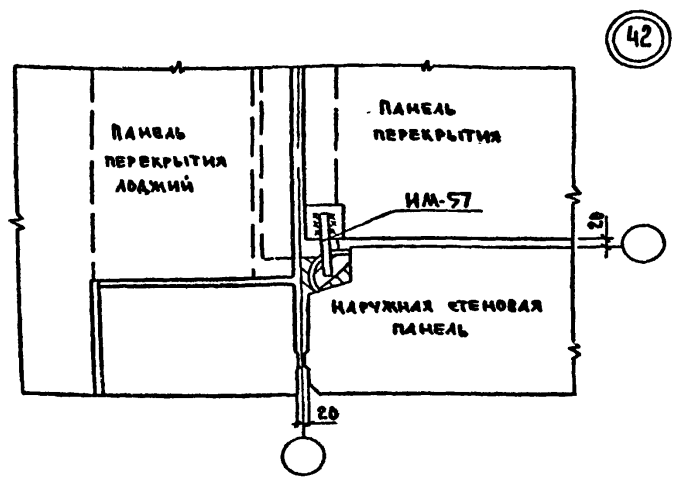 42
ПАНЕЛЬ
ПЕРЕКРЫТИЯ
ЛОДЖИЙ
ПАНЕЛЬ
ПЕРЕКРЫТИЯ
ИМ-57
20
НАРУЖНАЯ СТЕНОВАЯ
ПАНЕЛЬ
20